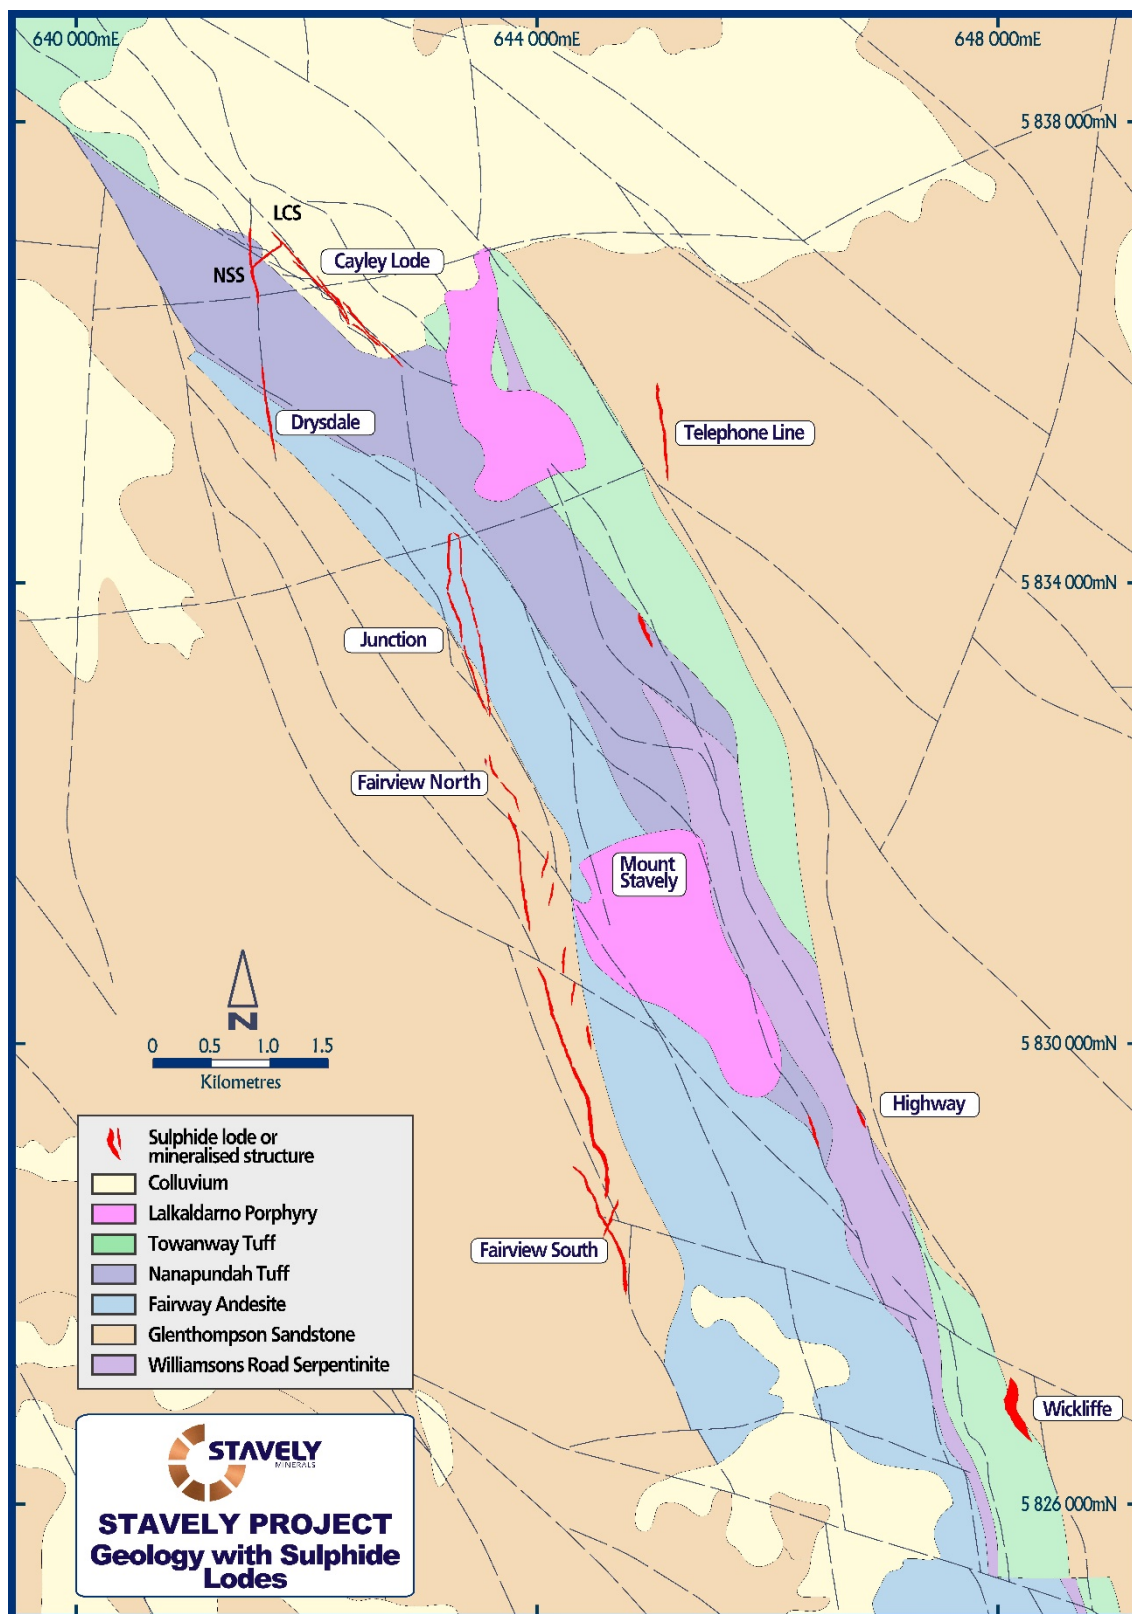 640 000mE
644 000mE
648 000mE
5 838 000mN
LCS
Cayley Lode
NSS
Drysdale
Telephone Line
5 834 000mN
Junction
Fairview North
Mount
Stavely
N
0 0.5 1.0 1.5
Kilometres
5 830 000mN
Highway
Sulphide lode or
mineralised structure
Colluvium
Lalkaldarno Porphyry
Towanway Tuff
Nanapundah Tuff
Fairway Andesite
Glenthompson Sandstone
Williamsons Road Serpentinite
Fairview South
Wickliffe
5 826 000mN
STAVELY
MINERALS
STAVELY PROJECT
Geology with Sulphide
Lodes